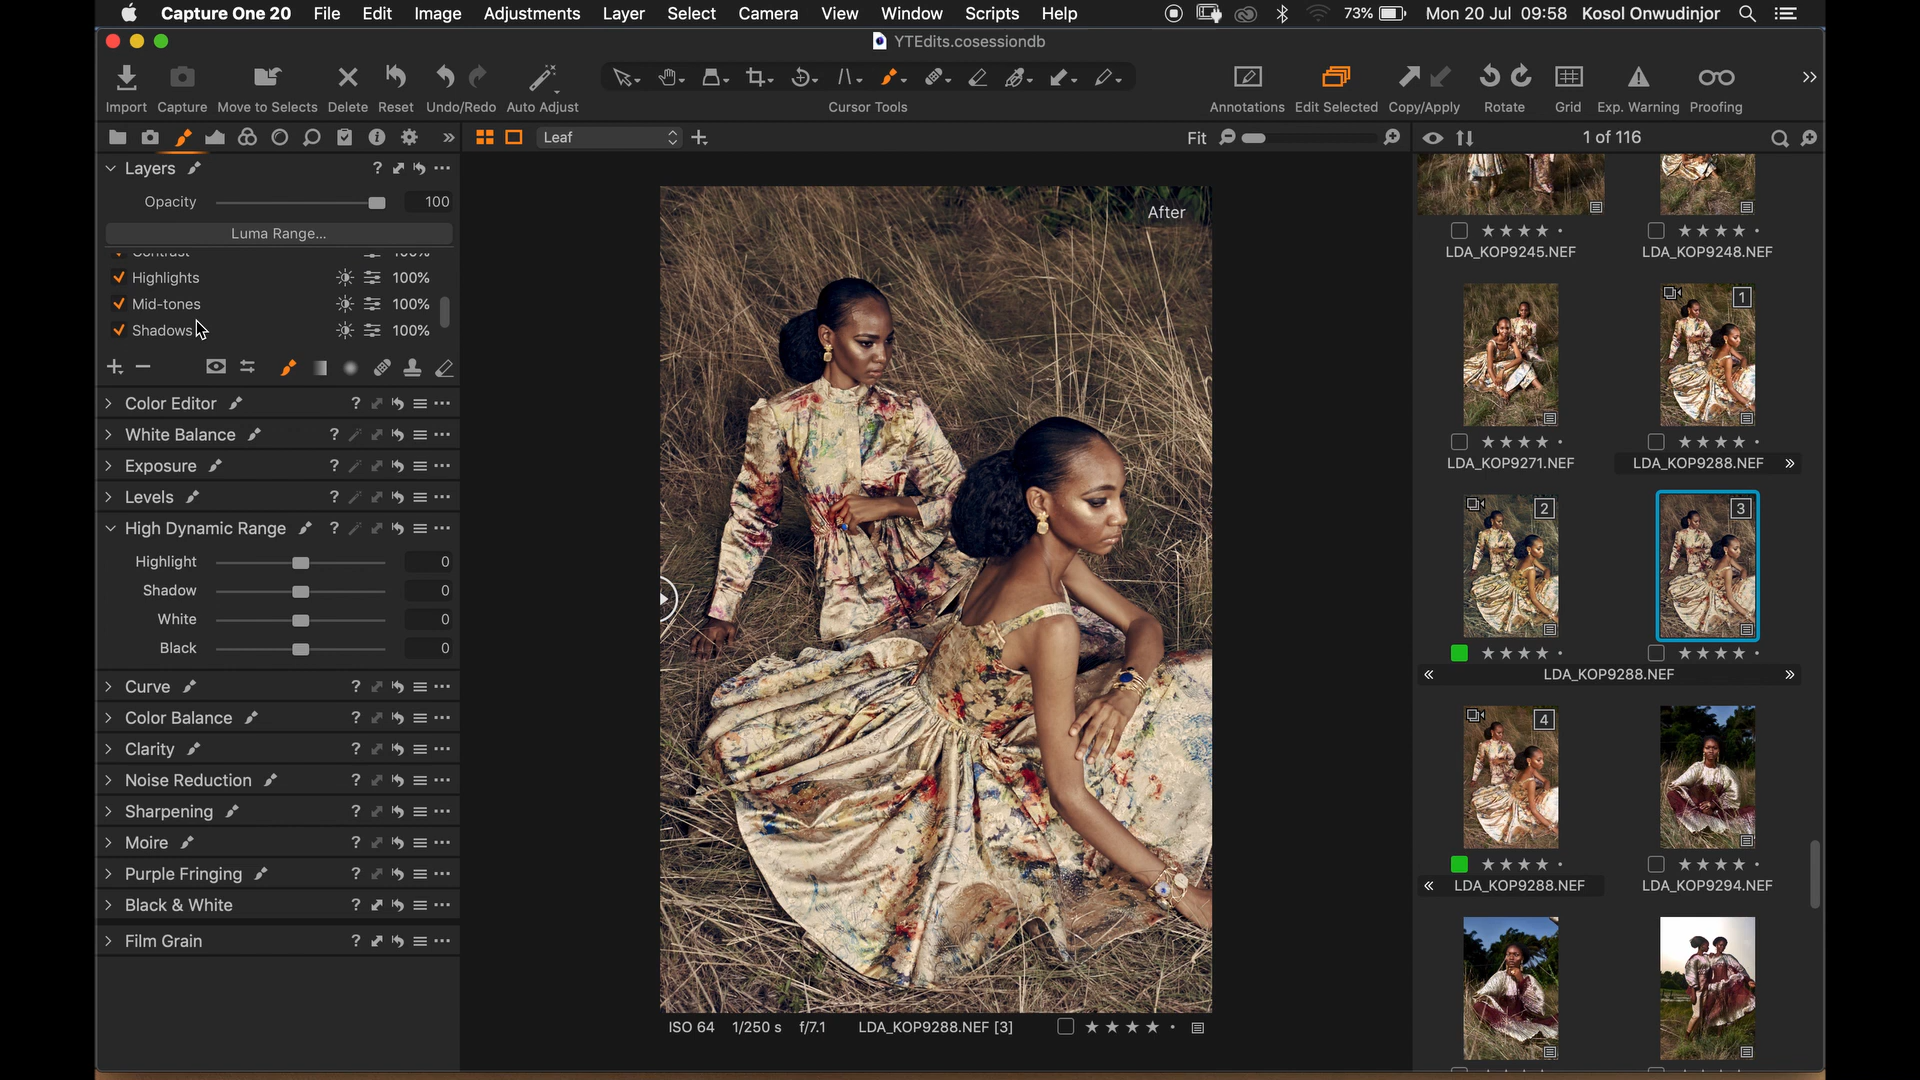 Capture One 20 File Edit Image Adjustments Layer Select Camera View Window Scripts Help 73% Mon 20 Jul 09:58 Kosol Onwudinjor
YTEdits.cosessiondb
Import Capture Move to Selects Delete Reset Undo/Redo Auto Adjust Cursor Tools Annotations Edit Selected Copy/Apply Rotate Grid Exp. Warning Proofing
Leaf Fit 1 of 116
Layers
Opacity 100
Luma Range...
Contrast 100%
Highlights 100%
Mid-tones 100%
Shadows 100%
Color Editor
White Balance
Exposure
Levels
High Dynamic Range
Highlight 0
Shadow 0
White 0
Black 0
Curve
Color Balance
Clarity
Noise Reduction
Sharpening
Moire
Purple Fringing
Black & White
Film Grain
After
ISO 64 1/250 s f/7.1 LDA_KOP9288.NEF [3]
LDA_KOP9245.NEF LDA_KOP9248.NEF
1
LDA_KOP9271.NEF LDA_KOP9288.NEF
2 3
LDA_KOP9288.NEF
4
LDA_KOP9288.NEF LDA_KOP9294.NEF